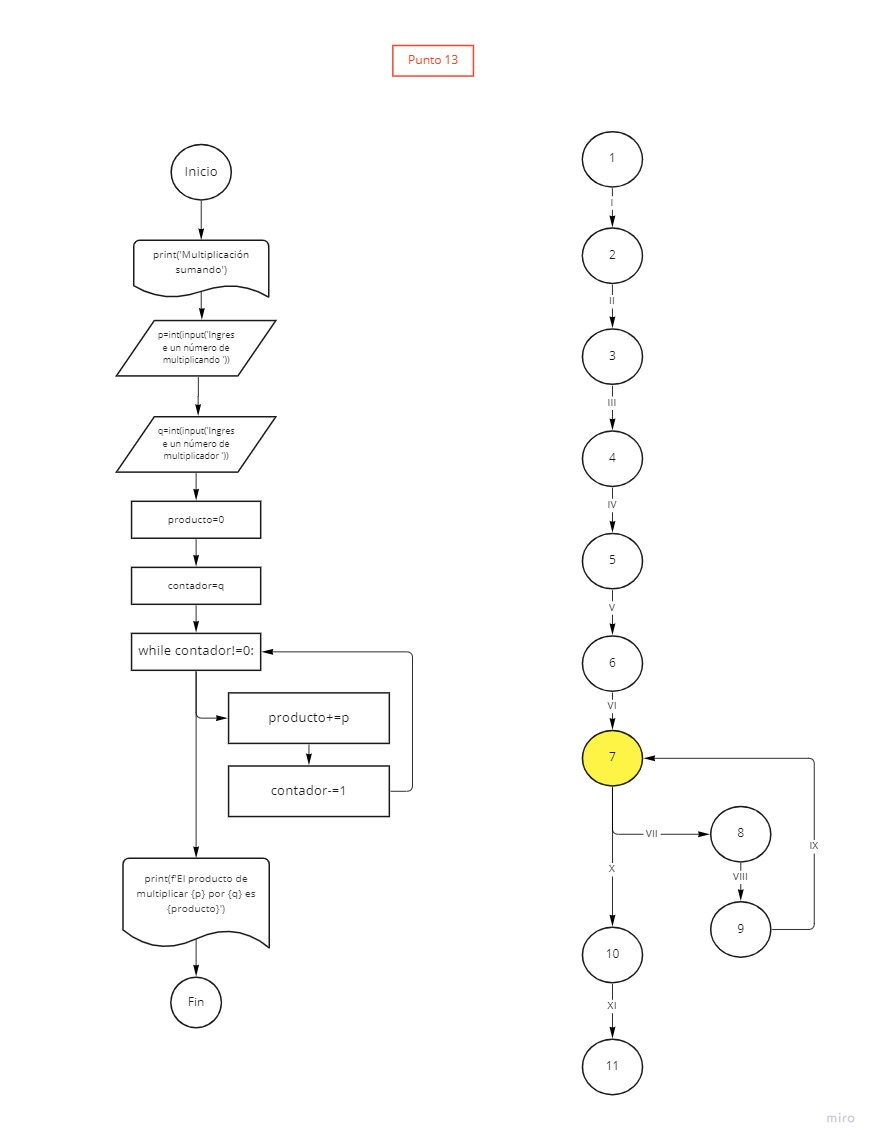 Punto 13
Inicio
print('Multiplicación
sumando')
p=int(input('Ingres
e un número de
multiplicando '))
q=int(input('Ingres
e un número de
multiplicador '))
producto=0
contador=q
while contador!=0:
producto+=p
contador-=1
print(f'El producto de
multiplicar {p} por {q} es
{producto}')
Fin
1
I
2
II
3
III
4
IV
5
V
6
VI
7
VII
8
VIII
9
IX
X
10
XI
11
miro